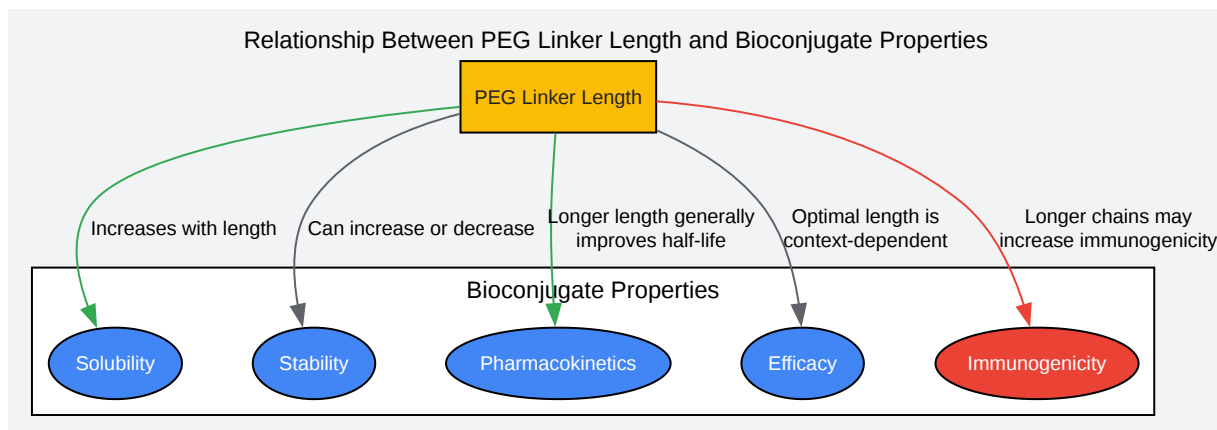 Relationship Between PEG Linker Length and Bioconjugate Properties
PEG Linker Length
Increases with length
Can increase or decrease
Longer length generally
improves half-life
Optimal length is
context-dependent
Longer chains may
increase immunogenicity
Bioconjugate Properties
Solubility
Stability
Pharmacokinetics
Efficacy
Immunogenicity